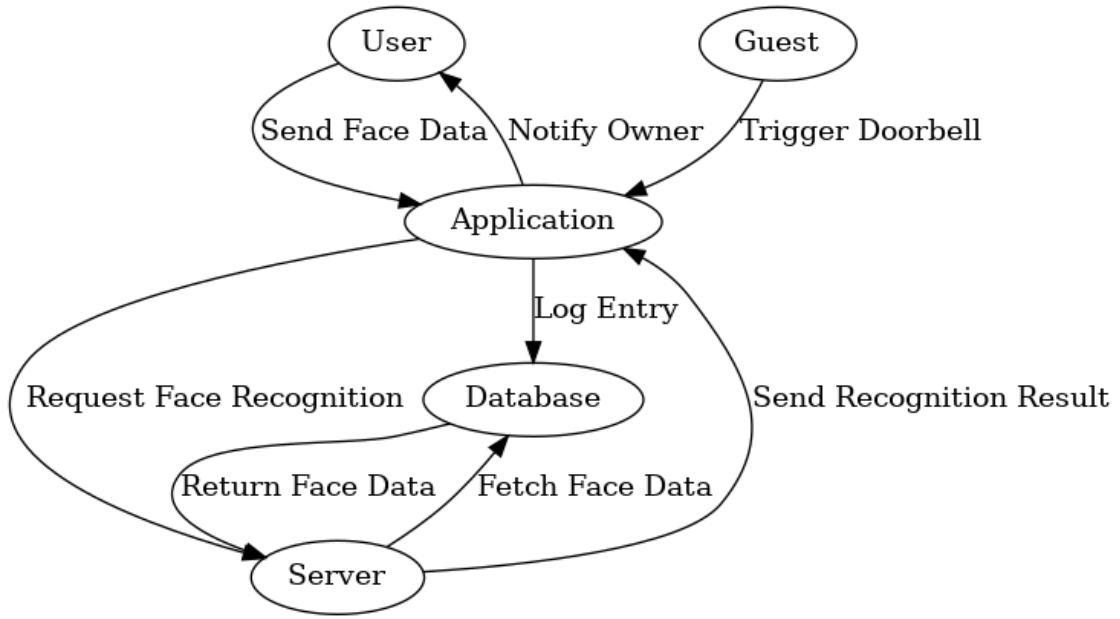 User
Guest
Send Face Data
Notify Owner
Trigger Doorbell
Application
Log Entry
Request Face Recognition
Database
Send Recognition Result
Return Face Data
Fetch Face Data
Server